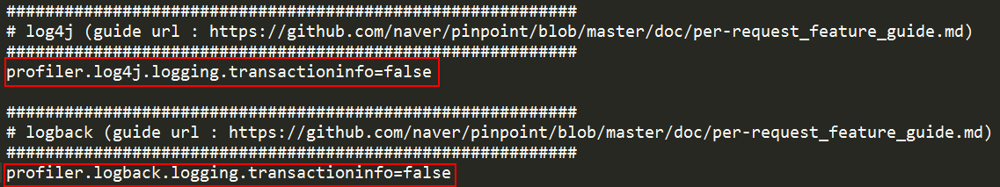 ###########################################################
# log4j (guide url : https://github.com/naver/pinpoint/blob/master/doc/per-request_feature_guide.md)
###########################################################
profiler.log4j.logging.transactioninfo=false
###########################################################
# logback (guide url : https://github.com/naver/pinpoint/blob/master/doc/per-request_feature_guide.md)
###########################################################
profiler.logback.logging.transactioninfo=false